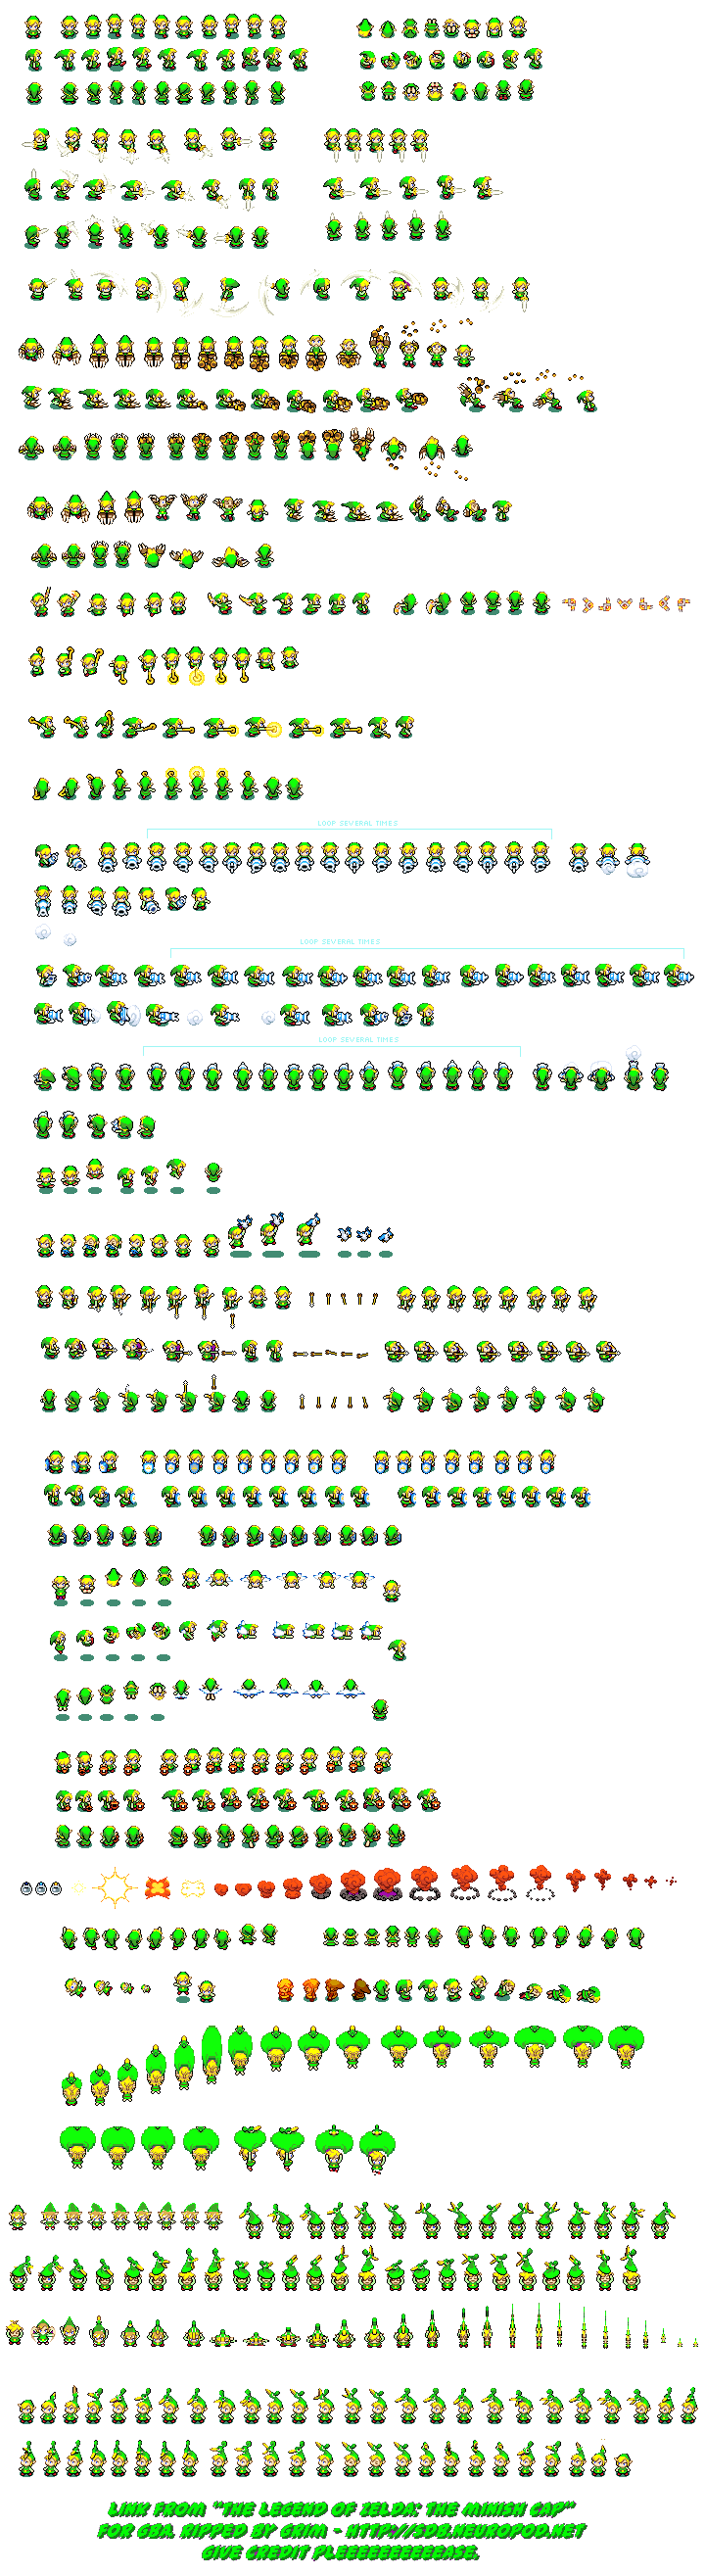 LOOP SEVERAL TIMES
LOOP SEVERAL TIMES
LOOP SEVERAL TIMES
LINK FROM "THE LEGEND OF ZELDA: THE MINISH CAP"
FOR GBA. RIPPED BY GRIM - HTTP://SDB.NEUROPOD.NET
GIVE CREDIT PLEEEEEEEEEEEASE.